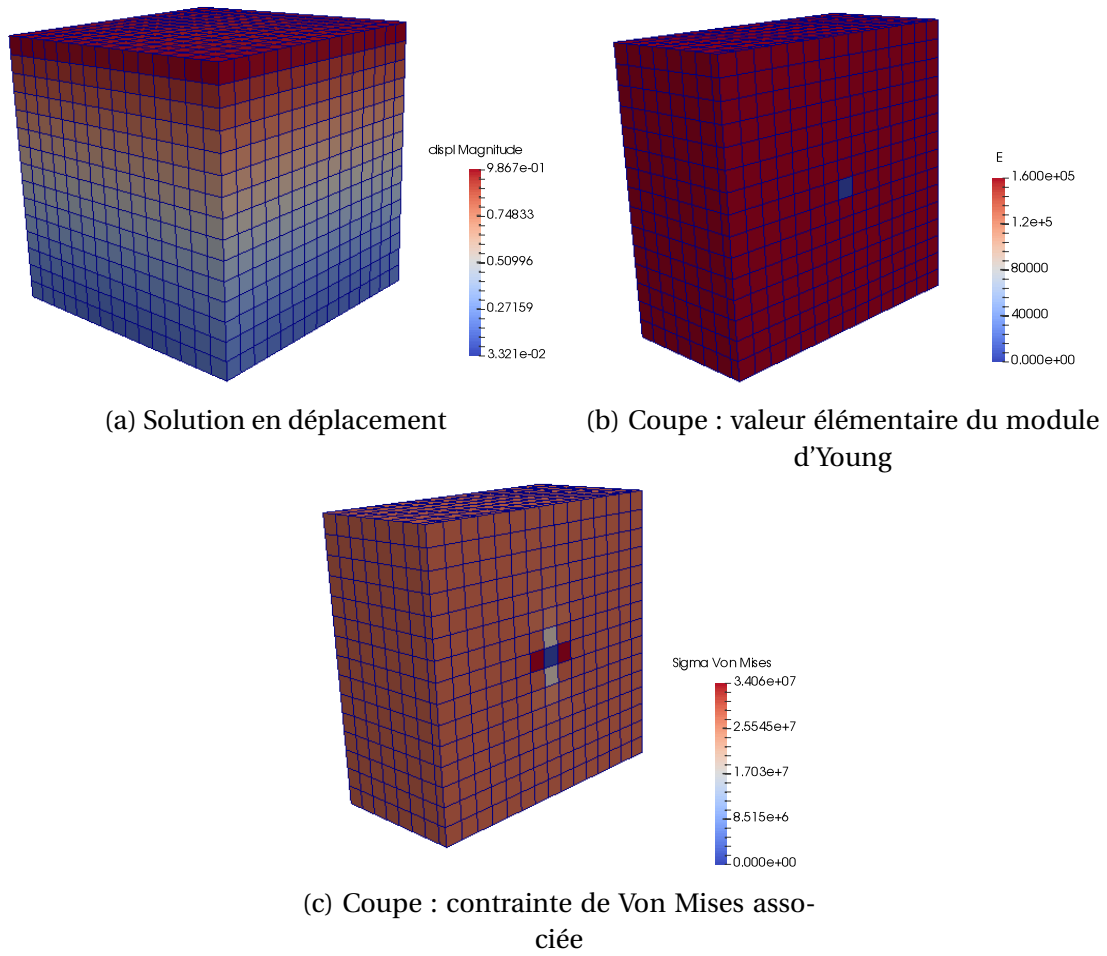 displ Magnitude
9.867e-01
0.74833
0.50996
0.27159
3.321e-02
E
1.600e+05
1.2e+5
80000
40000
0.000e+00
(a) Solution en déplacement
(b) Coupe : valeur élémentaire du module
d'Young
Sigma Von Mises
3.406e+07
2.5545e+7
1.703e+7
8.515e+6
0.000e+00
(c) Coupe : contrainte de Von Mises asso-
ciée